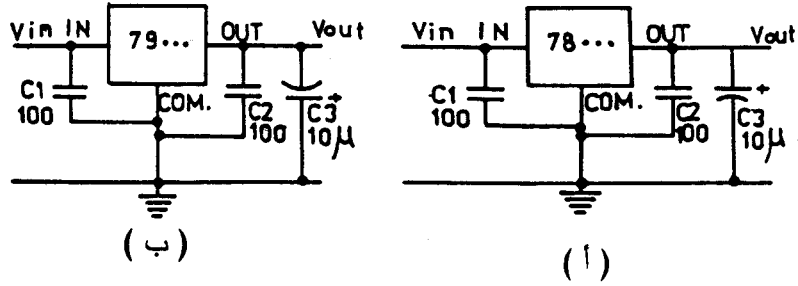 Vin IN 79... OUT Vout
C1 100 COM. C2 100 + C3 10µ
(ب)
Vin IN 78... OUT Vout
C1 100 COM. C2 100 + C3 10µ
(أ)